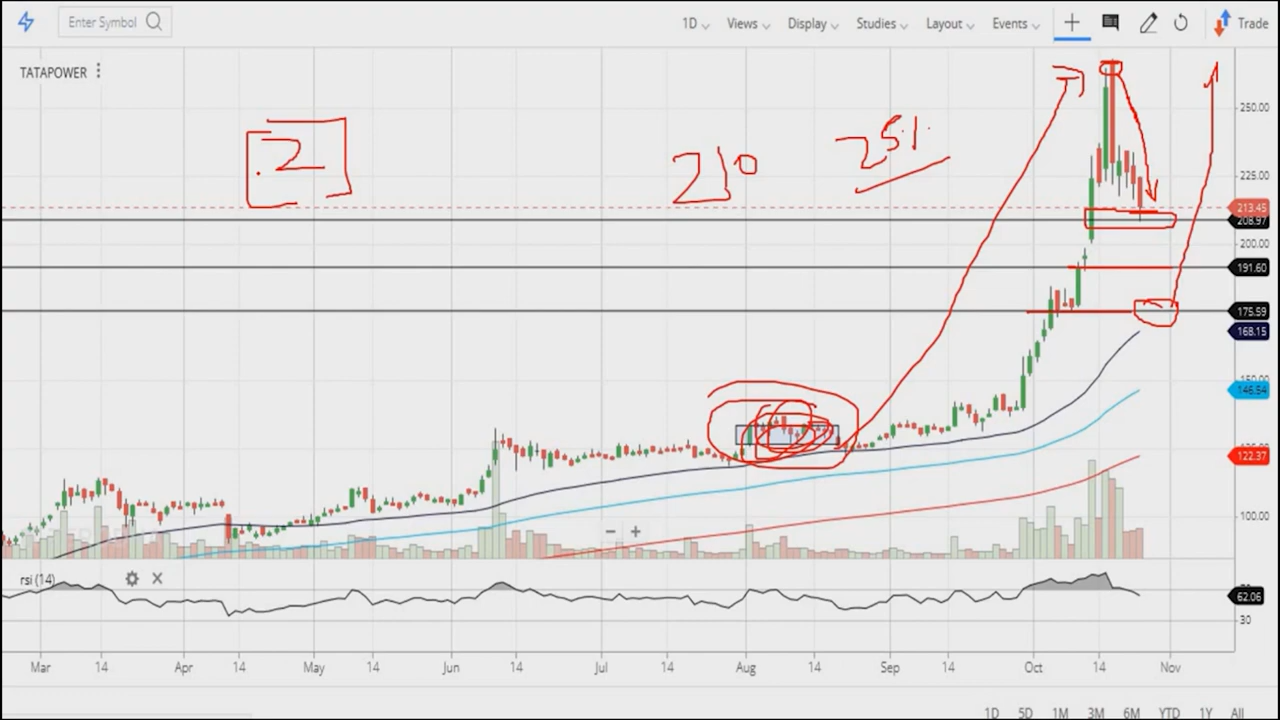 Enter Symbol 1D Views Display Studies Layout Events Trade
TATAPOWER
250.00
.2 210 25%
225.00
213.45
208.97
200.00
191.60
175.59
168.15
150.00
146.54
122.37
100.00
rsi (14)
62.06
30
Mar 14 Apr 14 May 14 Jun 14 Jul 14 Aug 14 Sep 14 Oct 14 Nov
1D 5D 1M 3M 6M YTD 1Y All